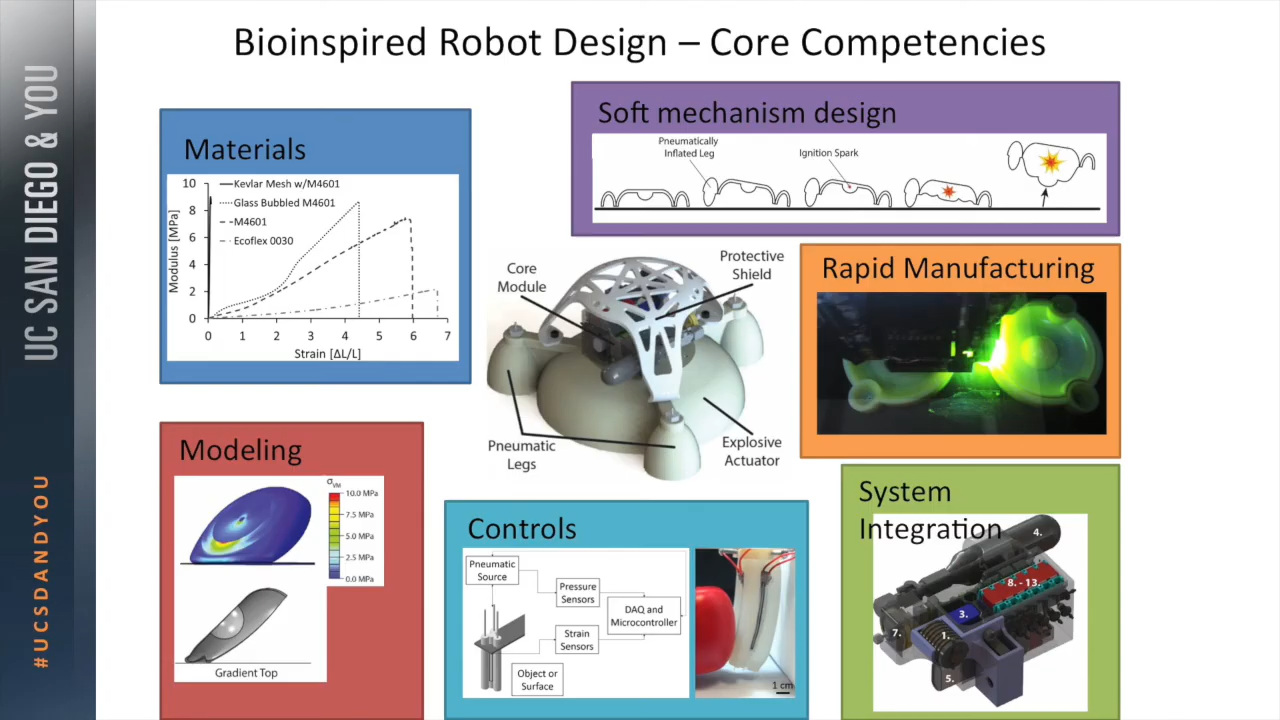 Bioinspired Robot Design – Core Competencies
UC SAN DIEGO & YOU
#UCSDANDYOU
Materials
Modulus [MPa]
10
8
6
4
2
0
Kevlar Mesh w/M4601
Glass Bubbled M4601
M4601
Ecoflex 0030
0 1 2 3 4 5 6 7
Strain [ΔL/L]
Soft mechanism design
Pneumatically
Inflated Leg
Ignition Spark
Core
Module
Protective
Shield
Pneumatic
Legs
Explosive
Actuator
Rapid Manufacturing
Modeling
σVM
10.0 MPa
7.5 MPa
5.0 MPa
2.5 MPa
0.0 MPa
Gradient Top
Controls
Pneumatic
Source
Pressure
Sensors
DAQ and
Microcontroller
Strain
Sensors
Object or
Surface
1 cm
System
Integration
4.
8. - 13.
3.
7.
1.
5.